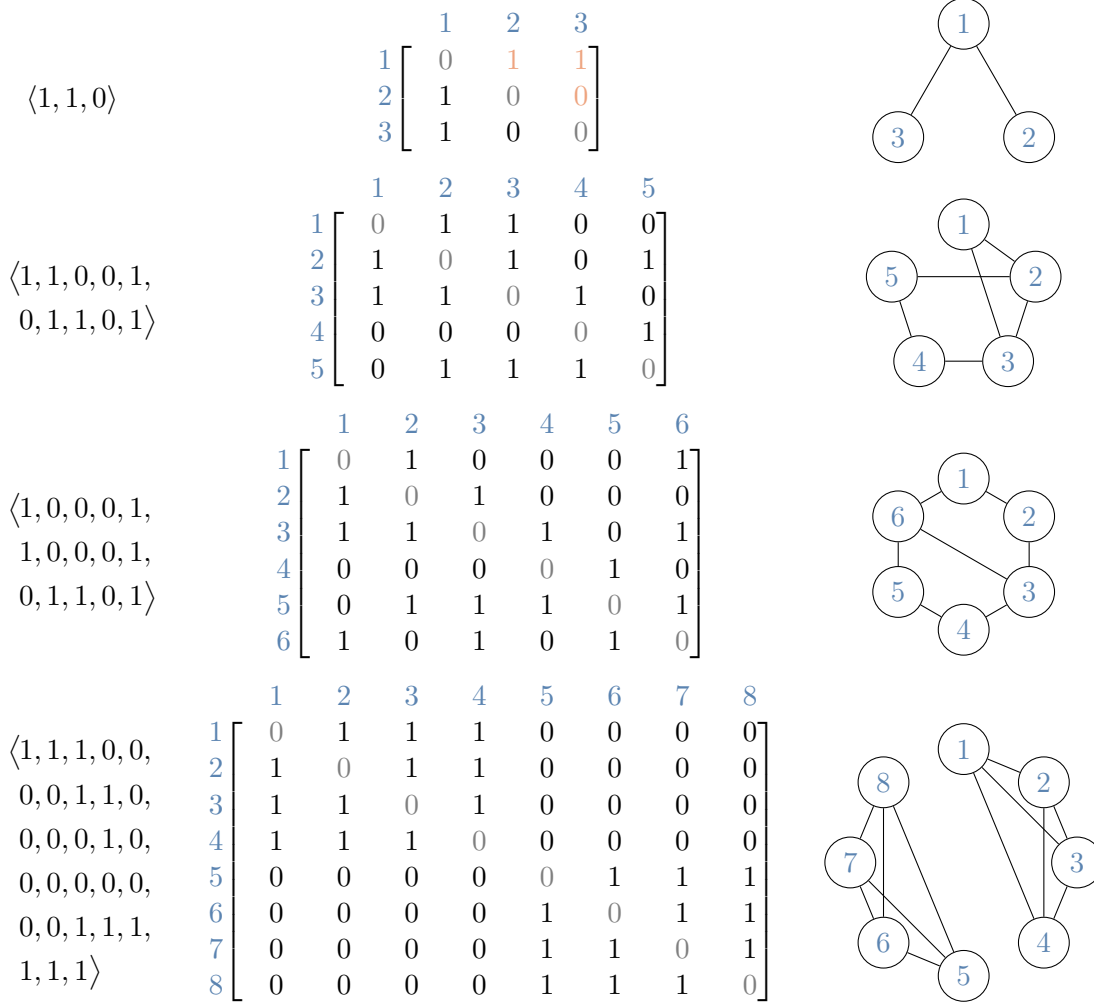 1 2 3
1 0 1 1
⟨1, 1, 0⟩ 2 1 0 0
3 1 0 0
1
3 2
1 2 3 4 5
1 0 1 1 0 0
2 1 0 1 0 1
⟨1, 1, 0, 0, 1,
3 1 1 0 1 0
0, 1, 1, 0, 1⟩
4 0 0 0 0 1
5 0 1 1 1 0
1
5 2
4 3
1 2 3 4 5 6
1 0 1 0 0 0 1
2 1 0 1 0 0 0
⟨1, 0, 0, 0, 1,
3 1 1 0 1 0 1
1, 0, 0, 0, 1,
4 0 0 0 0 1 0
0, 1, 1, 0, 1⟩
5 0 1 1 1 0 1
6 1 0 1 0 1 0
1
6 2
5 3
4
1 2 3 4 5 6 7 8
⟨1, 1, 1, 0, 0,
0, 0, 1, 1, 0,
0, 0, 0, 1, 0,
0, 0, 0, 0, 0,
0, 0, 1, 1, 1,
1, 1, 1⟩
1 0 1 1 1 0 0 0 0
2 1 0 1 1 0 0 0 0
3 1 1 0 1 0 0 0 0
4 1 1 1 0 0 0 0 0
5 0 0 0 0 0 1 1 1
6 0 0 0 0 1 0 1 1
7 0 0 0 0 1 1 0 1
8 0 0 0 0 1 1 1 0
1
8 2
7 3
6 4
5